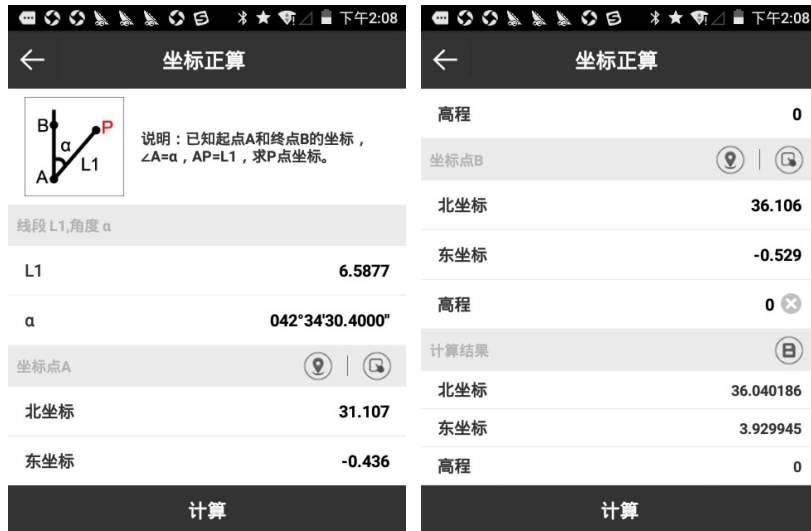 下午2:08
坐标正算
B
P
α
A
L1
说明：已知起点A和终点B的坐标，
∠A=α，AP=L1，求P点坐标。
线段 L1,角度 α
L1 6.5877
α 042°34'30.4000"
坐标点A
北坐标 31.107
东坐标 -0.436
计算
下午2:08
坐标正算
高程 0
坐标点B
北坐标 36.106
东坐标 -0.529
高程 0
计算结果
北坐标 36.040186
东坐标 3.929945
高程 0
计算